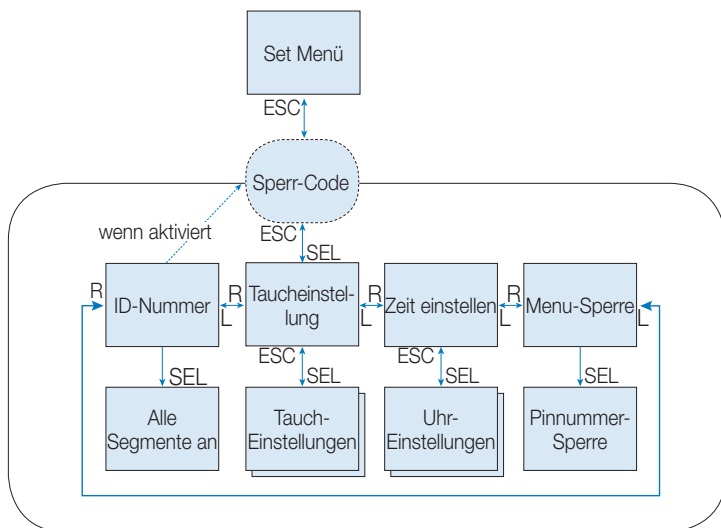 Set Menü
ESC
Sperr-Code
wenn aktiviert
ESC
SEL
R
ID-Nummer
R
L
Taucheinstel-
lung
R
L
Zeit einstellen
R
L
Menu-Sperre
L
SEL
ESC
SEL
ESC
SEL
SEL
Alle
Segmente an
Tauch-
Einstellungen
Uhr-
Einstellungen
Pinnummer-
Sperre